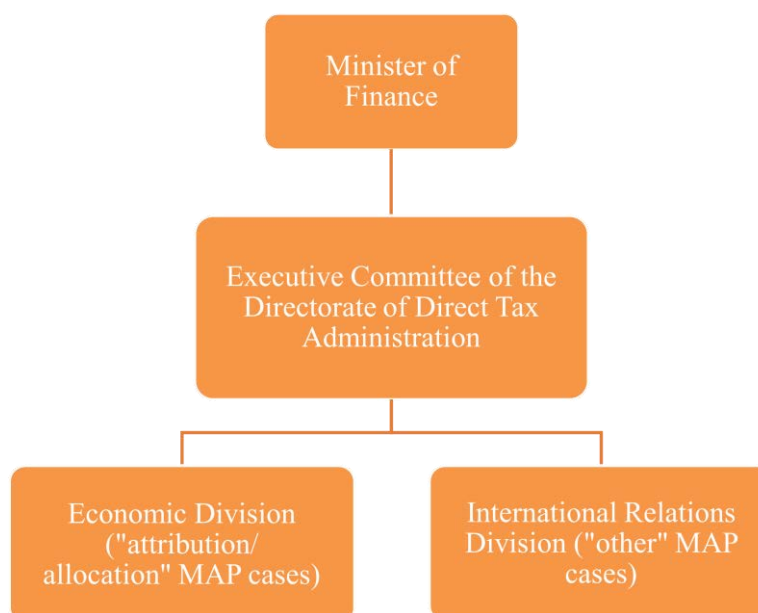 Minister of
Finance
Executive Committee of the
Directorate of Direct Tax
Administration
Economic Division
("attribution/
allocation" MAP cases)
International Relations
Division ("other" MAP
cases)